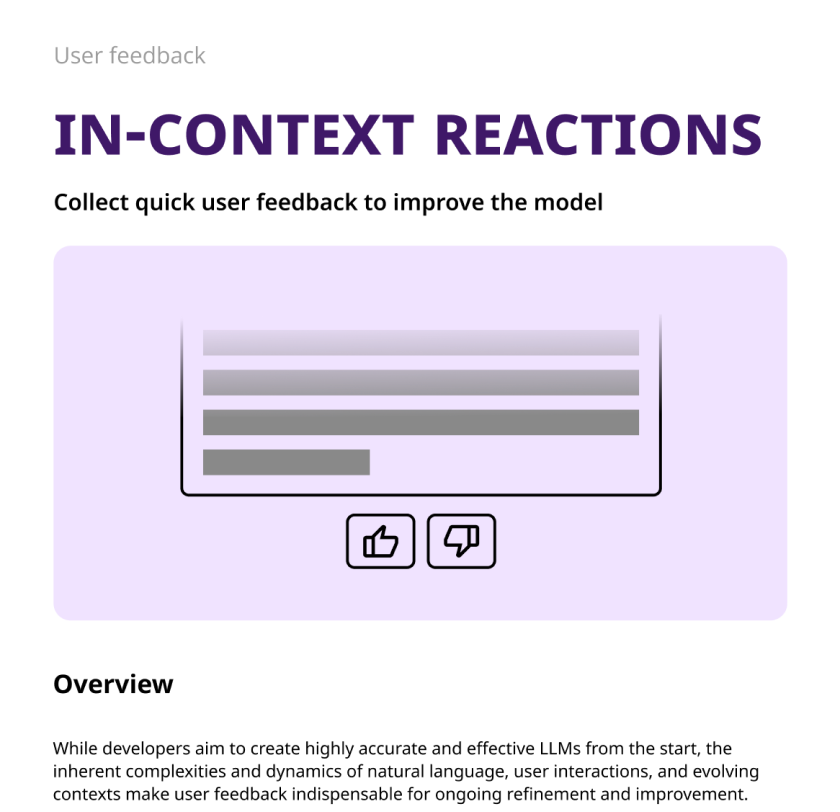 User feedback
IN-CONTEXT REACTIONS
Collect quick user feedback to improve the model
Overview
While developers aim to create highly accurate and effective LLMs from the start, the
inherent complexities and dynamics of natural language, user interactions, and evolving
contexts make user feedback indispensable for ongoing refinement and improvement.